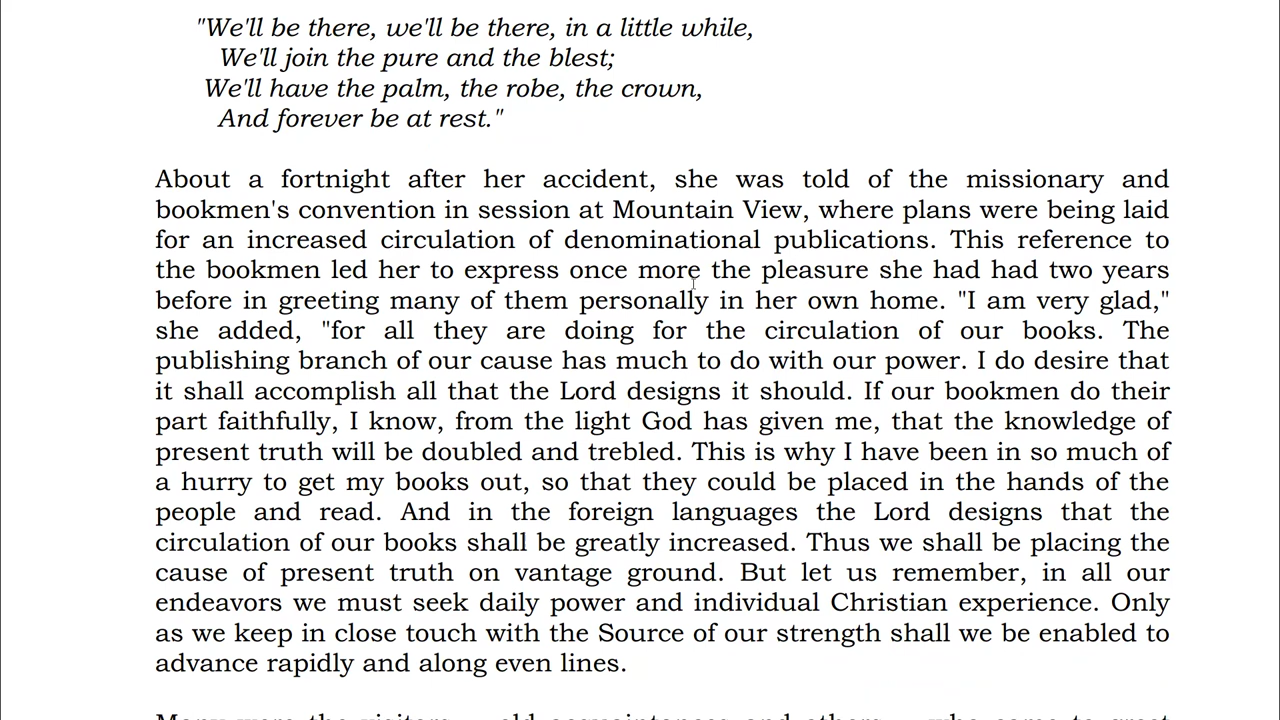 "We'll be there, we'll be there, in a little while,
We'll join the pure and the blest;
We'll have the palm, the robe, the crown,
And forever be at rest."
About a fortnight after her accident, she was told of the missionary and
bookmen's convention in session at Mountain View, where plans were being laid
for an increased circulation of denominational publications. This reference to
the bookmen led her to express once more the pleasure she had had two years
before in greeting many of them personally in her own home. "I am very glad,"
she added, "for all they are doing for the circulation of our books. The
publishing branch of our cause has much to do with our power. I do desire that
it shall accomplish all that the Lord designs it should. If our bookmen do their
part faithfully, I know, from the light God has given me, that the knowledge of
present truth will be doubled and trebled. This is why I have been in so much of
a hurry to get my books out, so that they could be placed in the hands of the
people and read. And in the foreign languages the Lord designs that the
circulation of our books shall be greatly increased. Thus we shall be placing the
cause of present truth on vantage ground. But let us remember, in all our
endeavors we must seek daily power and individual Christian experience. Only
as we keep in close touch with the Source of our strength shall we be enabled to
advance rapidly and along even lines.
Many were the visitors – old acquaintances and others – who came to greet